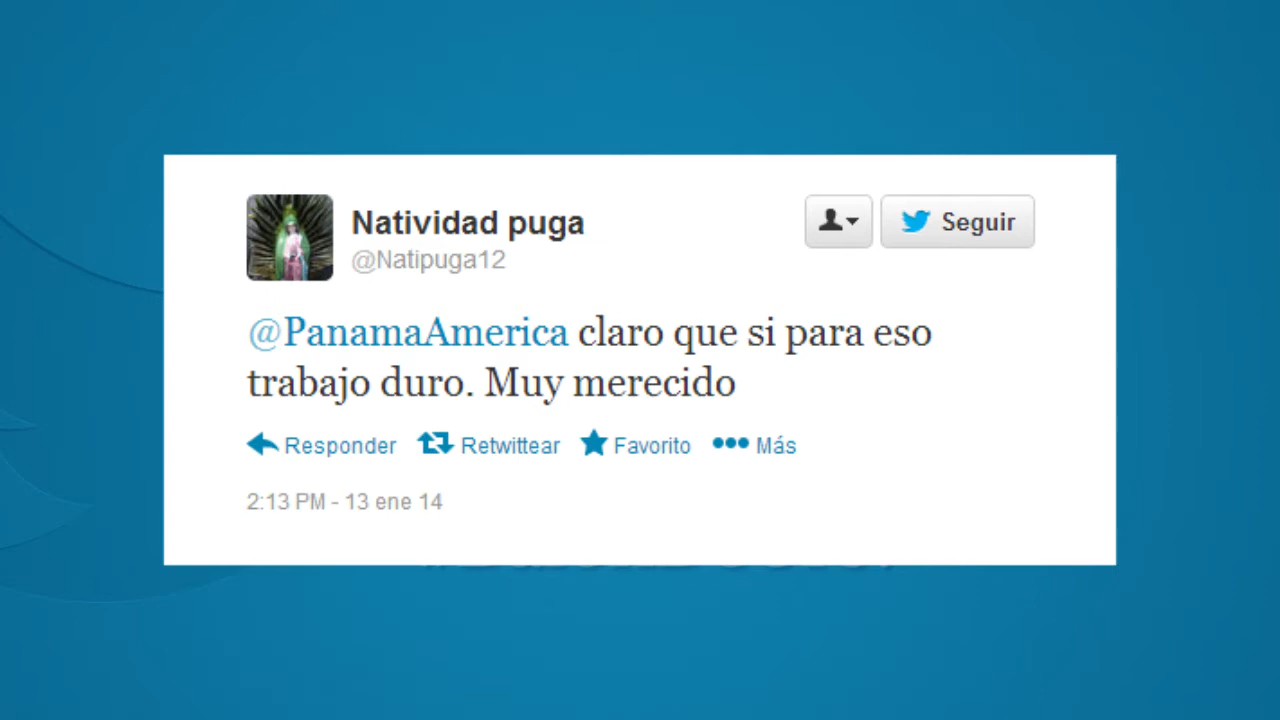 Natividad puga
@Natipuga12
Seguir
@PanamaAmerica claro que si para eso
trabajo duro. Muy merecido
Responder Retwittear Favorito Más
2:13 PM - 13 ene 14